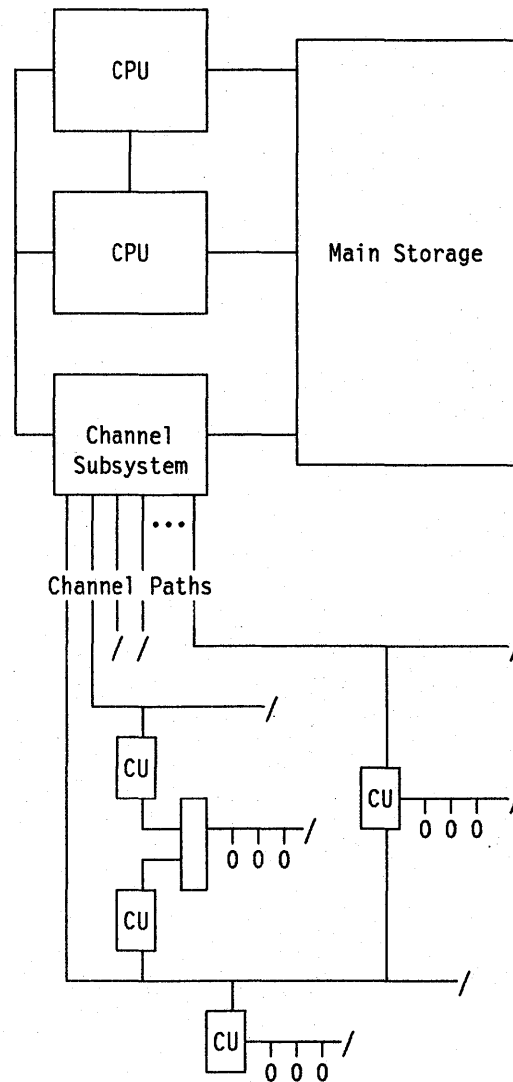 CPU
CPU
Main Storage
Channel
Subsystem
•••
Channel Paths
/ /
/
/
CU
CU
/
/
0 0 0
0 0 0
CU
/
CU
/
0 0 0